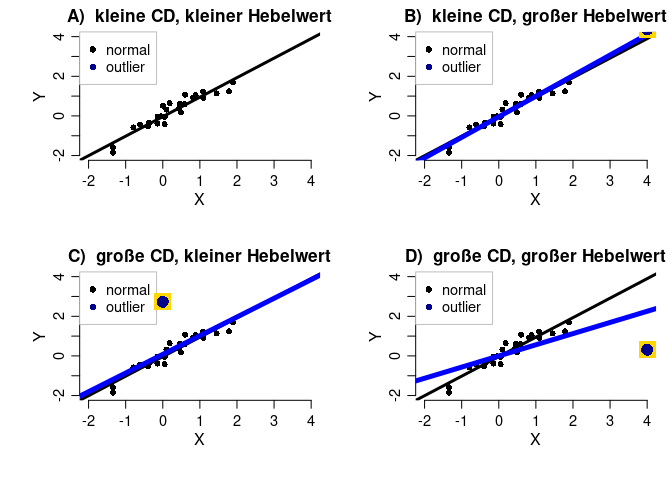 A)  kleine CD, kleiner Hebelwert
normal
outlier
Y
4
2
0
-2
-2 -1 0 1 2 3 4
X
B)  kleine CD, großer Hebelwert
normal
outlier
Y
4
2
0
-2
-2 -1 0 1 2 3 4
X
C)  große CD, kleiner Hebelwert
normal
outlier
Y
4
2
0
-2
-2 -1 0 1 2 3 4
X
D)  große CD, großer Hebelwert
normal
outlier
Y
4
2
0
-2
-2 -1 0 1 2 3 4
X